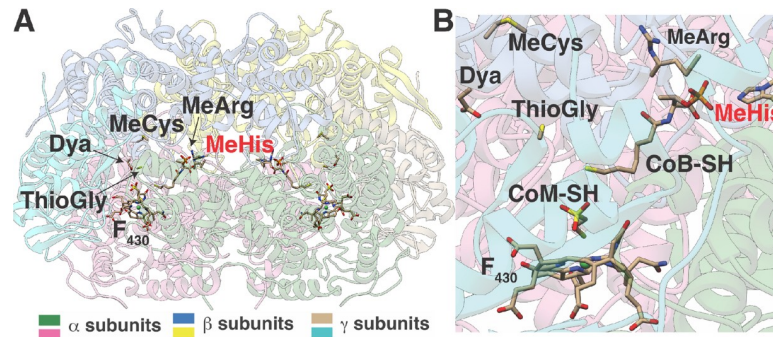 A
MeArg
MeCys
MeHis
Dya
ThioGly
F430
α subunits
β subunits
γ subunits
B
MeCys
MeArg
Dya
ThioGly
MeHis
CoB-SH
CoM-SH
F430